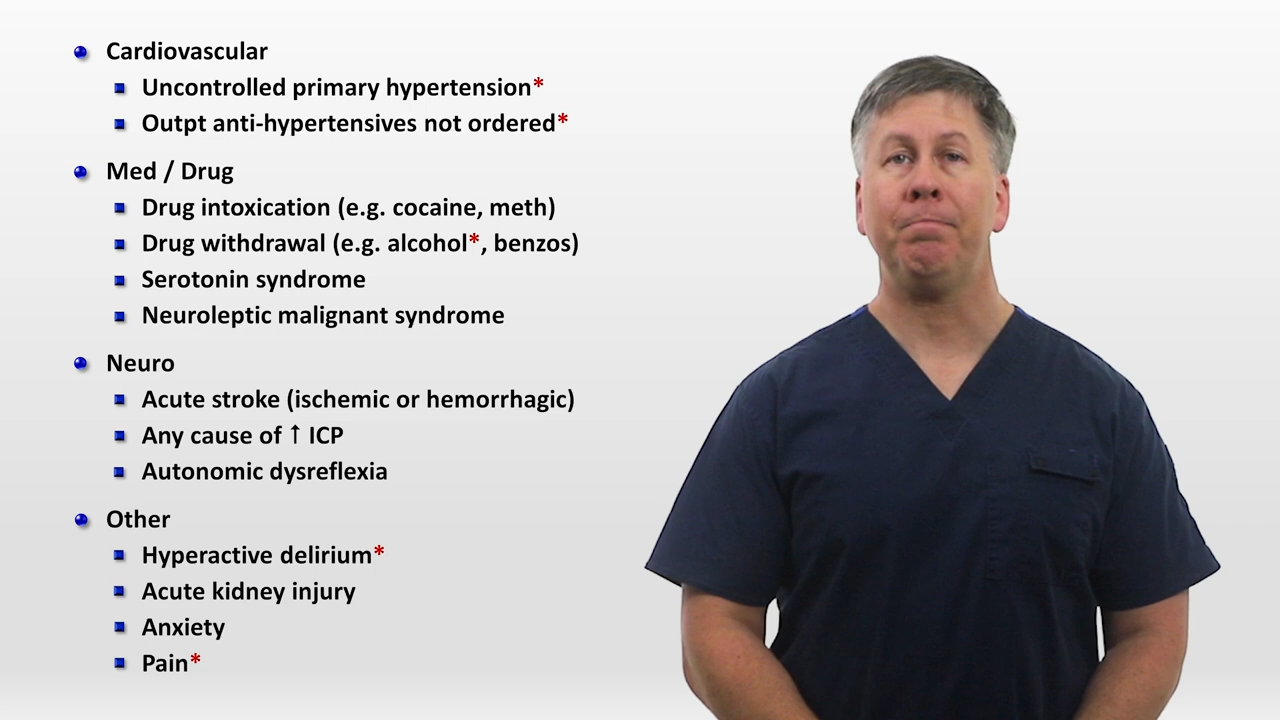 Cardiovascular
Uncontrolled primary hypertension*
Outpt anti-hypertensives not ordered*
Med / Drug
Drug intoxication (e.g. cocaine, meth)
Drug withdrawal (e.g. alcohol*, benzos)
Serotonin syndrome
Neuroleptic malignant syndrome
Neuro
Acute stroke (ischemic or hemorrhagic)
Any cause of ↑ ICP
Autonomic dysreflexia
Other
Hyperactive delirium*
Acute kidney injury
Anxiety
Pain*